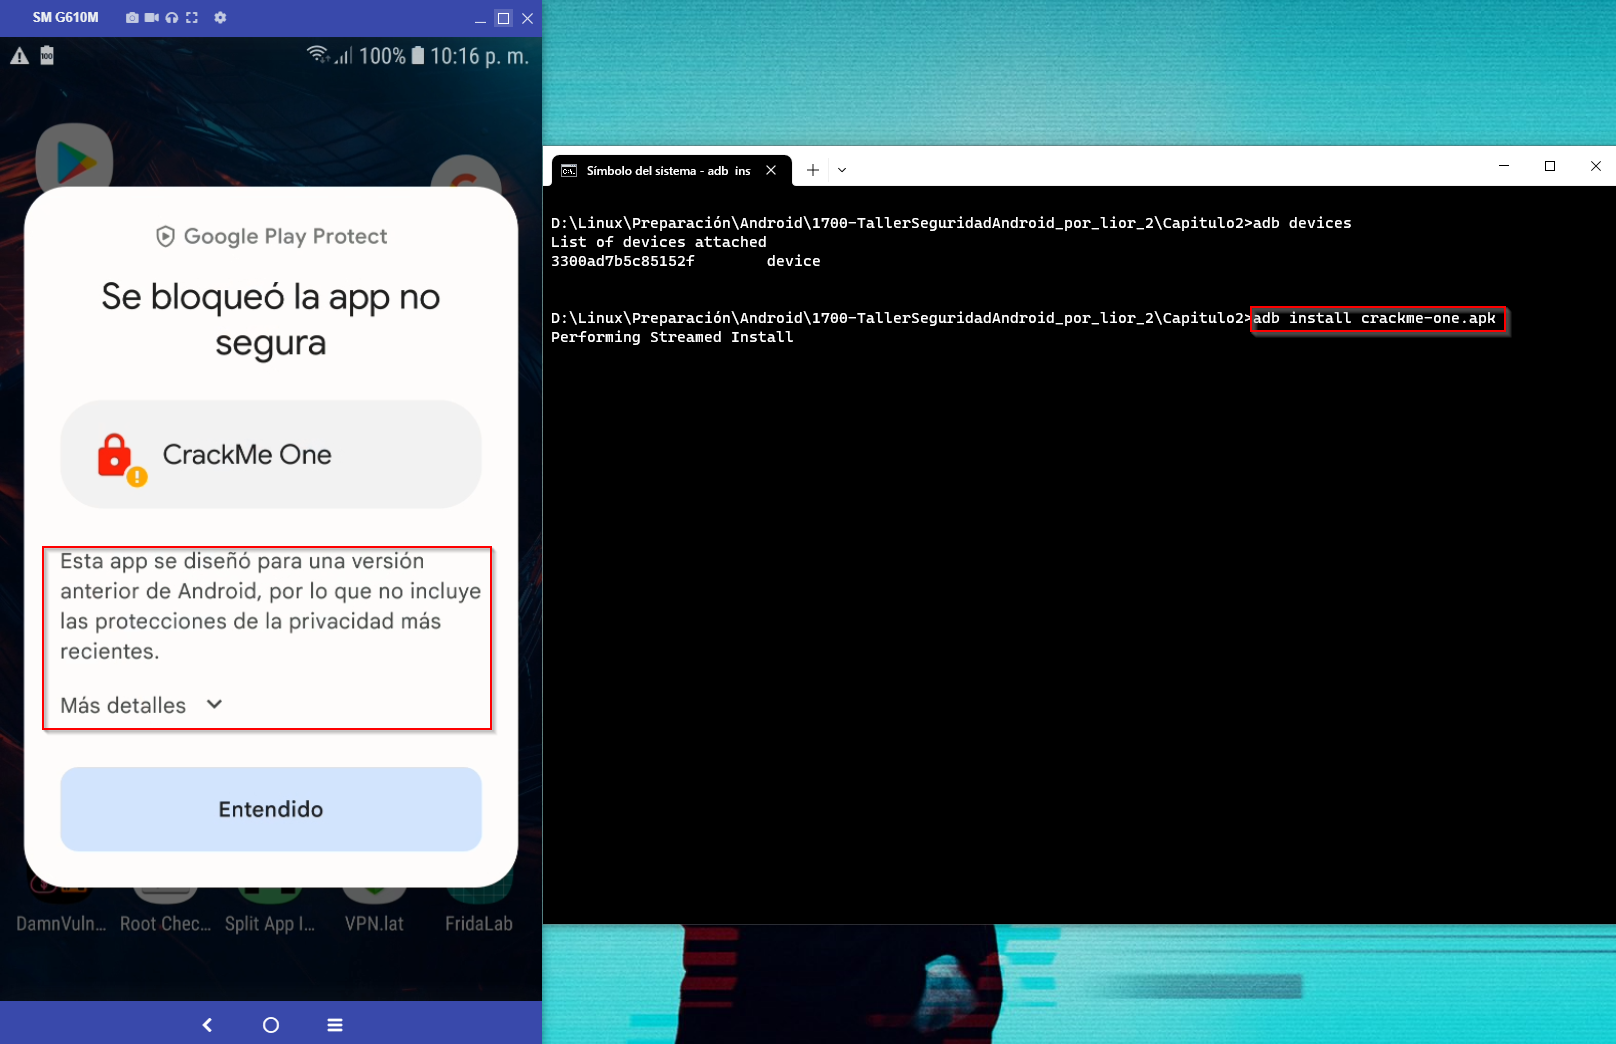 SM G610M
100
100% 10:16 p. m.
Google Play Protect
Se bloqueó la app no
segura
CrackMe One
Esta app se diseñó para una versión
anterior de Android, por lo que no incluye
las protecciones de la privacidad más
recientes.
Más detalles
Entendido
DamnVuln... Root Chec... Split App I... VPN.lat FridaLab
Símbolo del sistema - adb ins
D:\Linux\Preparación\Android\1700-TallerSeguridadAndroid_por_lior_2\Capitulo2>adb devices
List of devices attached
3300ad7b5c85152f device
D:\Linux\Preparación\Android\1700-TallerSeguridadAndroid_por_lior_2\Capitulo2>adb install crackme-one.apk
Performing Streamed Install